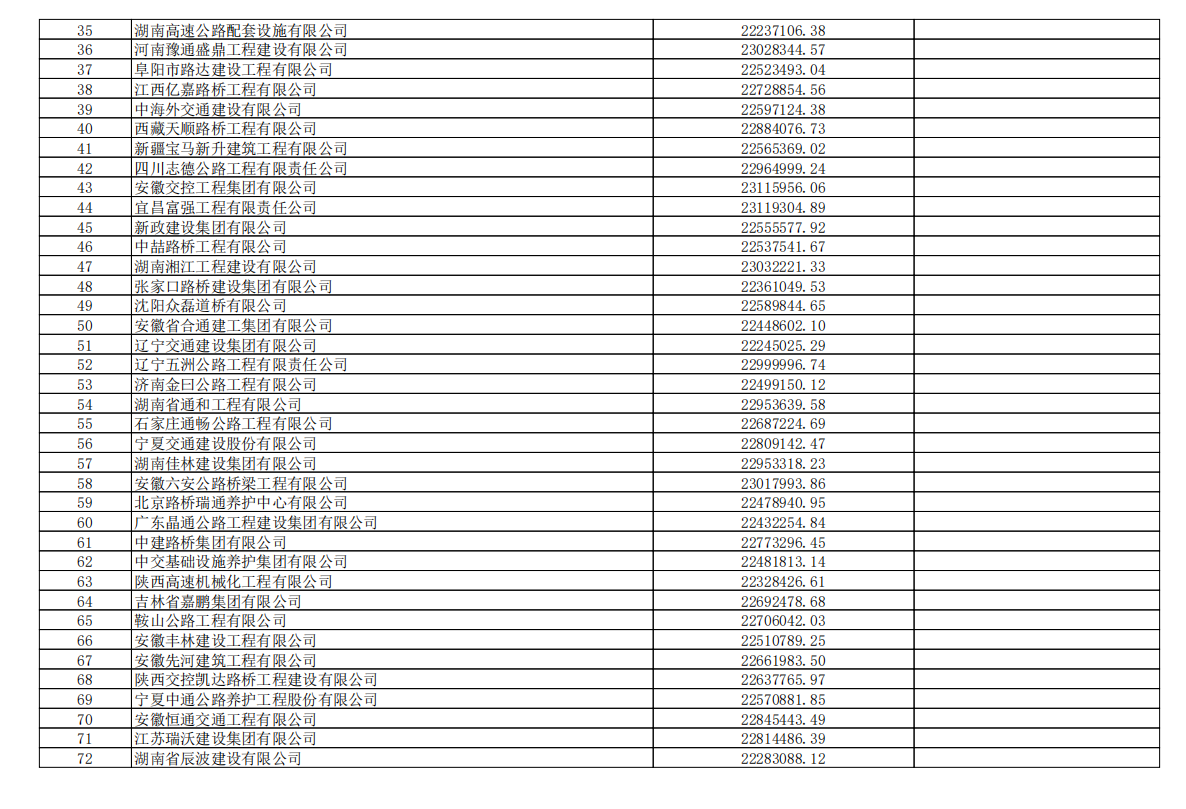 35 湖南高速公路配套设施有限公司 22237106.38
36 河南豫通盛鼎工程建设有限公司 23028344.57
37 阜阳市路达建设工程有限公司 22523493.04
38 江西亿嘉路桥工程有限公司 22728854.56
39 中海外交通建设有限公司 22597124.38
40 西藏天顺路桥工程有限公司 22884076.73
41 新疆宝马新升建筑工程有限公司 22565369.02
42 四川志德公路工程有限责任公司 22964999.24
43 安徽交控工程集团有限公司 23115956.06
44 宜昌富强工程有限责任公司 23119304.89
45 新政建设集团有限公司 22555577.92
46 中喆路桥工程有限公司 22537541.67
47 湖南湘江工程建设有限公司 23032221.33
48 张家口路桥建设集团有限公司 22361049.53
49 沈阳众磊道桥有限公司 22589844.65
50 安徽省合通建工集团有限公司 22448602.10
51 辽宁交通建设集团有限公司 22245025.29
52 辽宁五洲公路工程有限责任公司 22999996.74
53 济南金曰公路工程有限公司 22499150.12
54 湖南省通和工程有限公司 22953639.58
55 石家庄通畅公路工程有限公司 22687224.69
56 宁夏交通建设股份有限公司 22809142.47
57 湖南佳林建设集团有限公司 22953318.23
58 安徽六安公路桥梁工程有限公司 23017993.86
59 北京路桥瑞通养护中心有限公司 22478940.95
60 广东晶通公路工程建设集团有限公司 22432254.84
61 中建路桥集团有限公司 22773296.45
62 中交基础设施养护集团有限公司 22481813.14
63 陕西高速机械化工程有限公司 22328426.61
64 吉林省嘉鹏集团有限公司 22692478.68
65 鞍山公路工程有限公司 22706042.03
66 安徽丰林建设工程有限公司 22510789.25
67 安徽先河建筑工程有限公司 22661983.50
68 陕西交控凯达路桥工程建设有限公司 22637765.97
69 宁夏中通公路养护工程股份有限公司 22570881.85
70 安徽恒通交通工程有限公司 22845443.49
71 江苏瑞沃建设集团有限公司 22814486.39
72 湖南省辰波建设有限公司 22283088.12